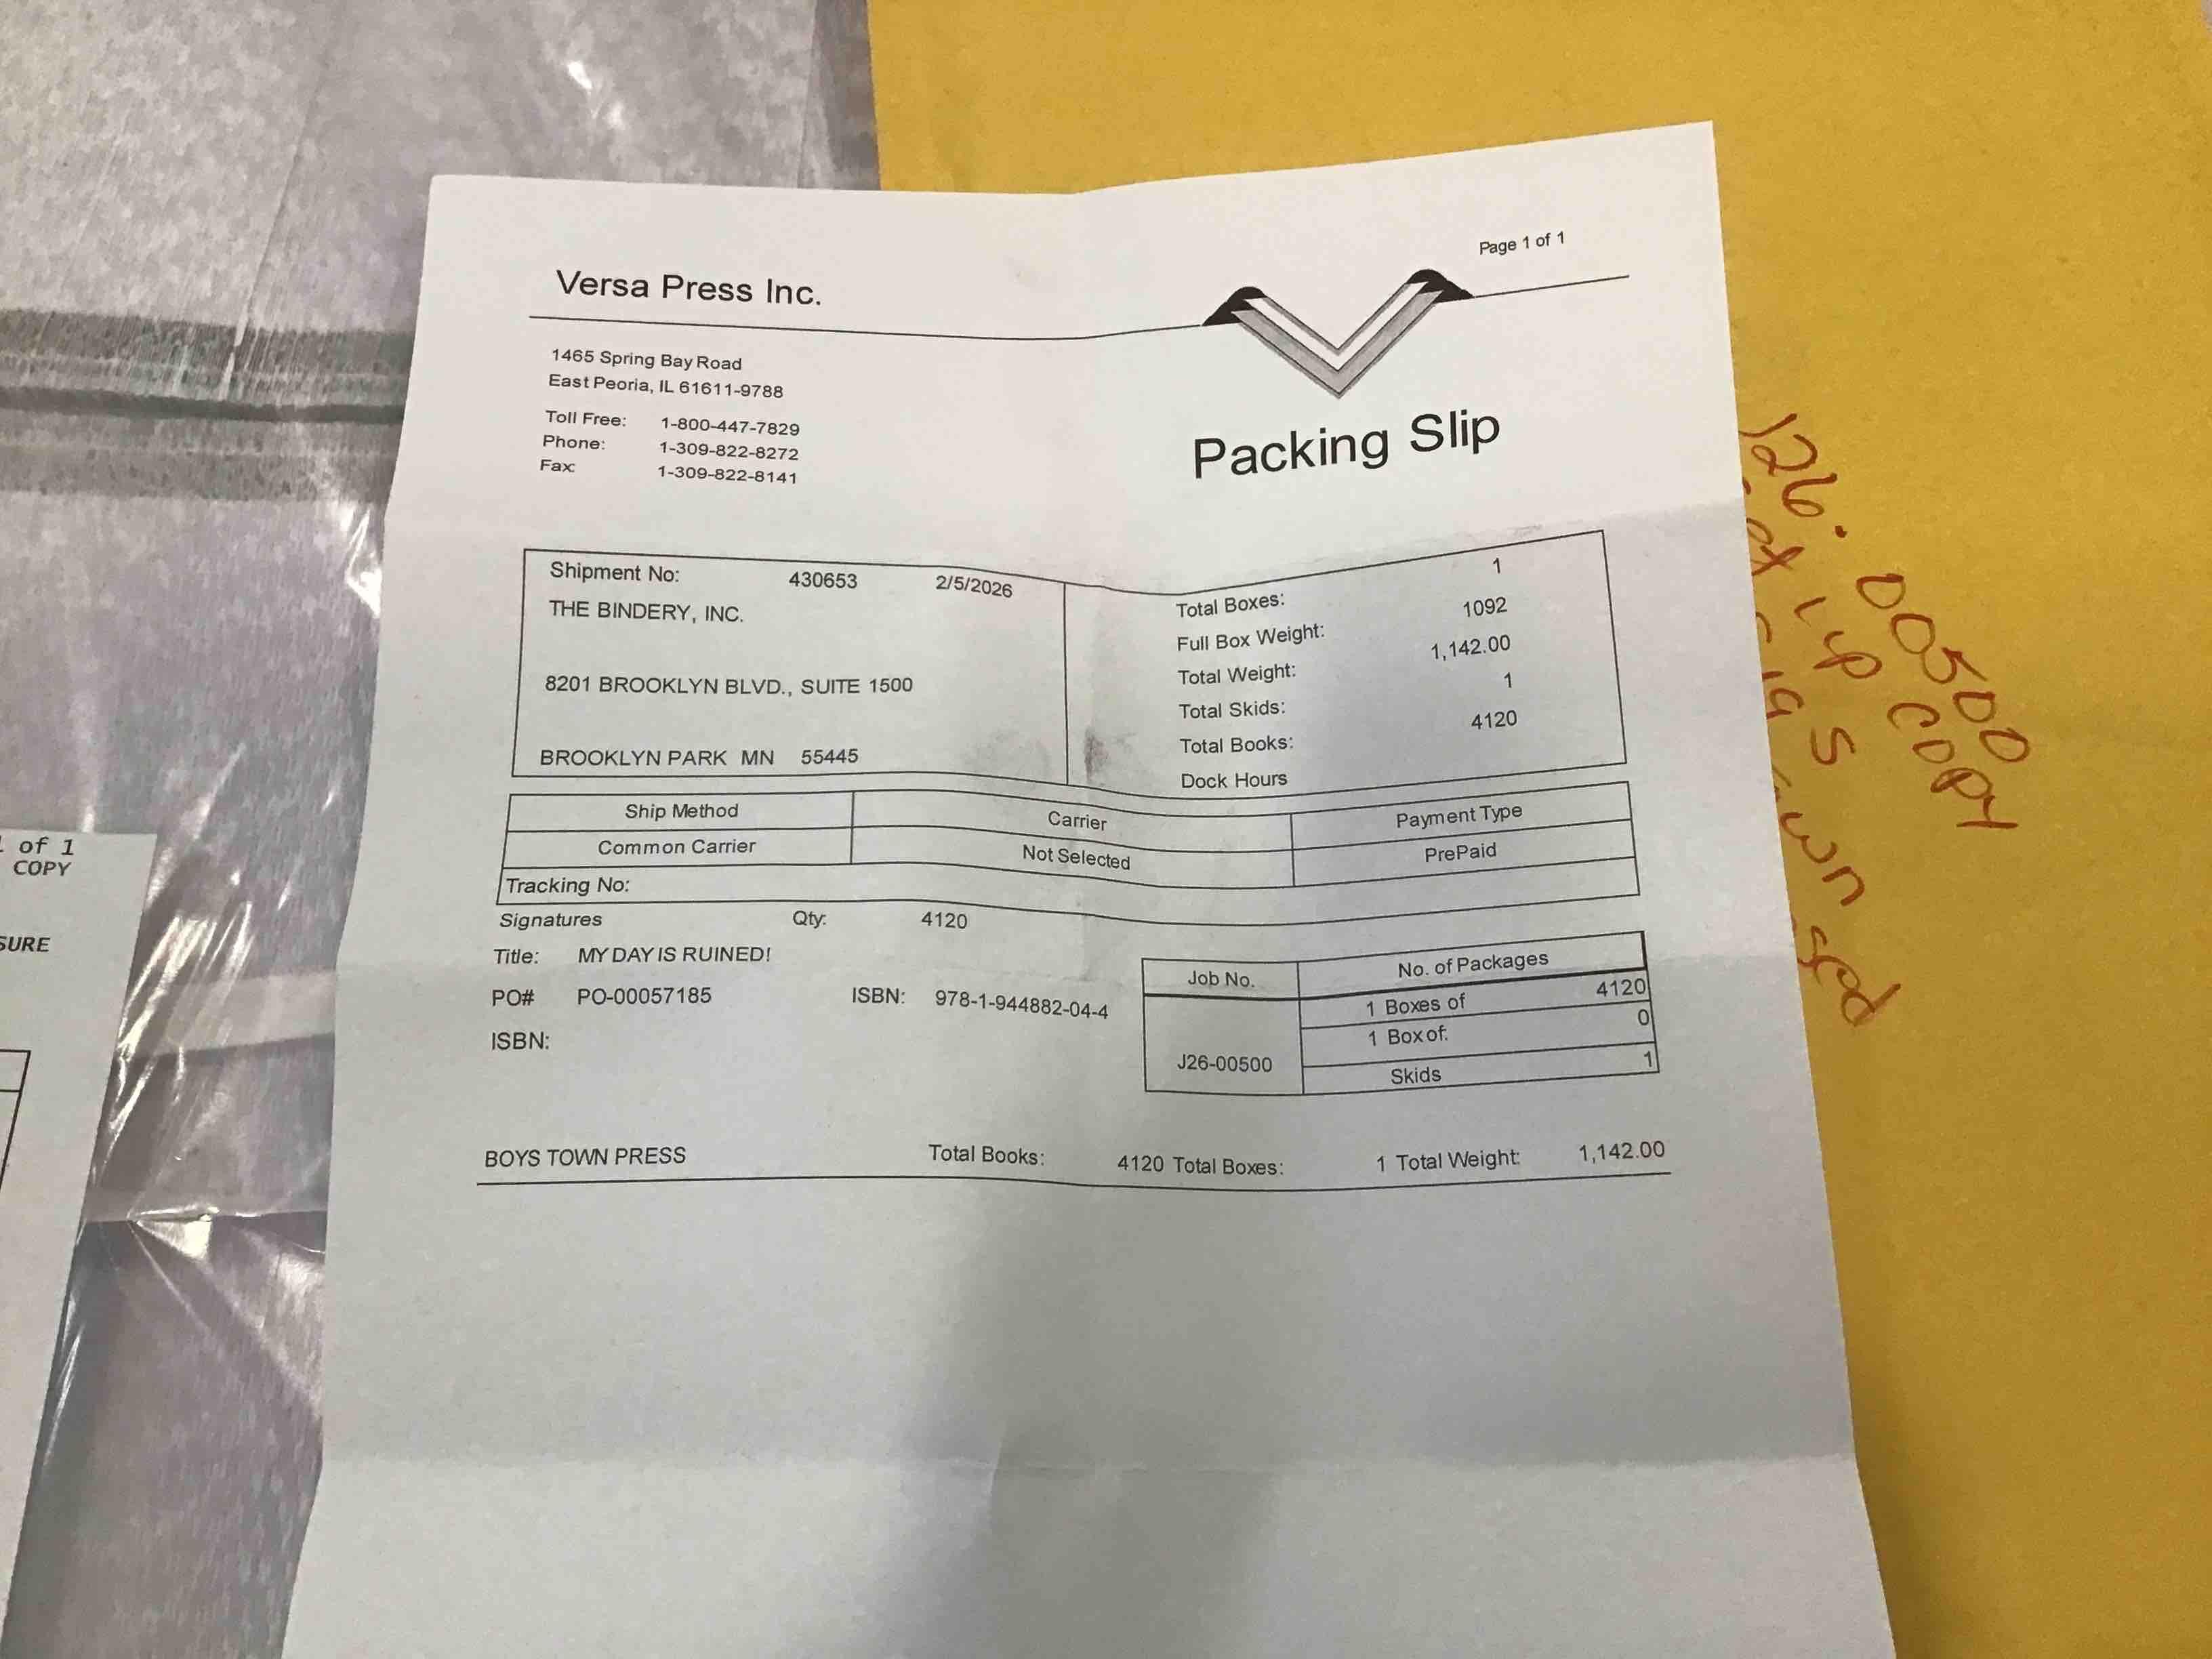 Page 1 of 1
Versa Press Inc.
1465 Spring Bay Road
East Peoria, IL 61611-9788
Toll Free: 1-800-447-7829
Phone: 1-309-822-8272
Fax: 1-309-822-8141
Packing Slip
Shipment No: 430653 2/5/2026
THE BINDERY, INC.
8201 BROOKLYN BLVD., SUITE 1500
BROOKLYN PARK MN 55445
Total Boxes: 1
Full Box Weight: 1092
Total Weight: 1,142.00
Total Skids: 1
Total Books: 4120
Dock Hours
Ship Method Carrier Payment Type
Common Carrier Not Selected PrePaid
Tracking No:
Signatures Qty: 4120
Title: MY DAY IS RUINED!
PO# PO-00057185 ISBN: 978-1-944882-04-4
ISBN:
Job No. No. of Packages
J26-00500
1 Boxes of 4120
1 Box of: 0
Skids 1
BOYS TOWN PRESS Total Books: 4120 Total Boxes: 1 Total Weight: 1,142.00
of 1
COPY
SURE
00500
1 up COPY